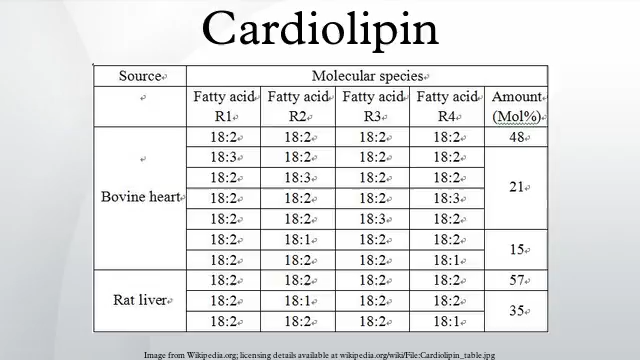 Cardiolipin
Source Molecular species
Fatty acid R1 Fatty acid R2 Fatty acid R3 Fatty acid R4 Amount (Mol%)
Bovine heart 18:2 18:2 18:2 18:2 48
18:3 18:2 18:2 18:2 21
18:2 18:3 18:2 18:2
18:2 18:2 18:2 18:3
18:2 18:2 18:3 18:2
18:2 18:1 18:2 18:2 15
18:2 18:2 18:2 18:1
Rat liver 18:2 18:2 18:2 18:2 57
18:2 18:1 18:2 18:2 35
18:2 18:2 18:2 18:1
Image from Wikipedia.org; licensing details available at wikipedia.org/wiki/File:Cardiolipin_table.jpg